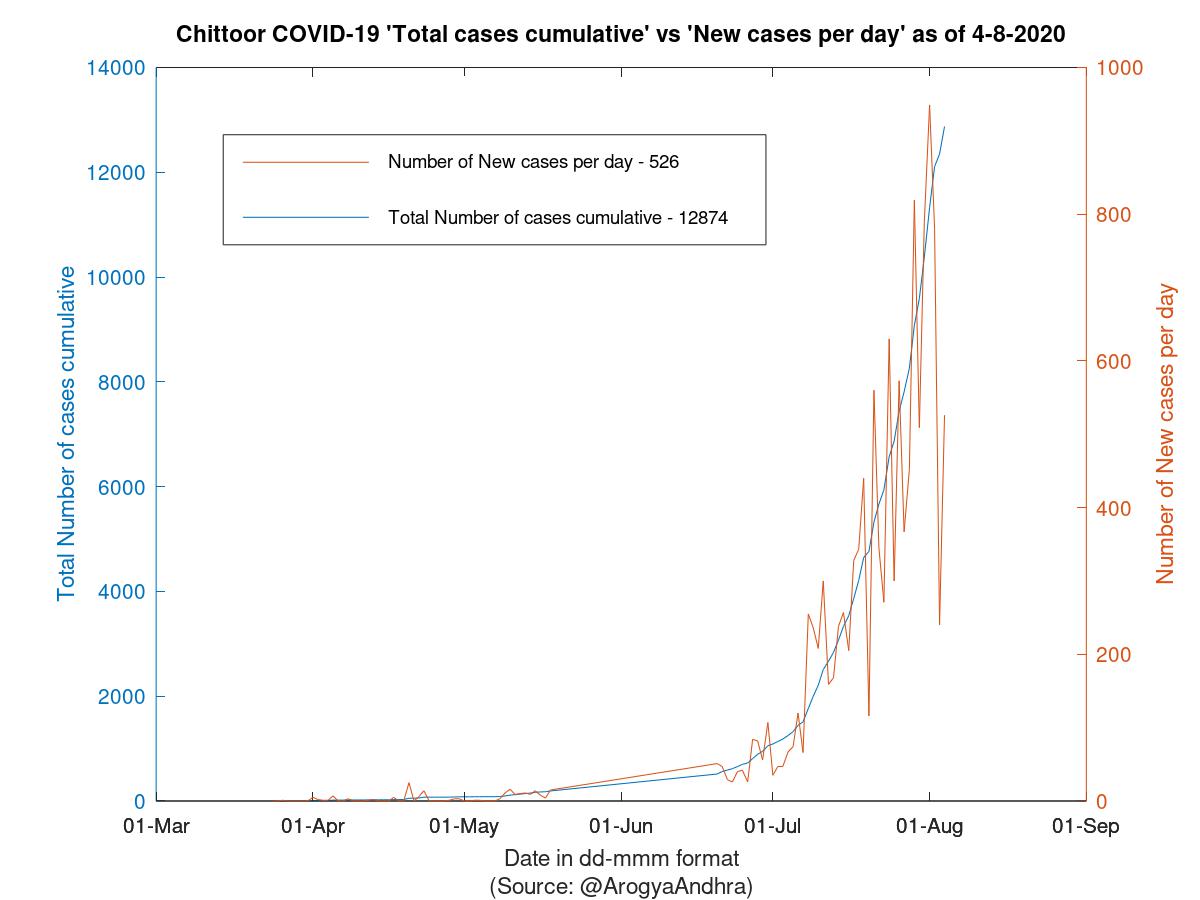 Chittoor COVID-19 'Total cases cumulative' vs 'New cases per day' as of 4-8-2020
14000
12000
10000
8000
6000
4000
2000
0
Total Number of cases cumulative
Number of New cases per day - 526
Total Number of cases cumulative - 12874
1000
800
600
400
200
0
Number of New cases per day
01-Mar 01-Apr 01-May 01-Jun 01-Jul 01-Aug 01-Sep
Date in dd-mmm format
(Source: @ArogyaAndhra)